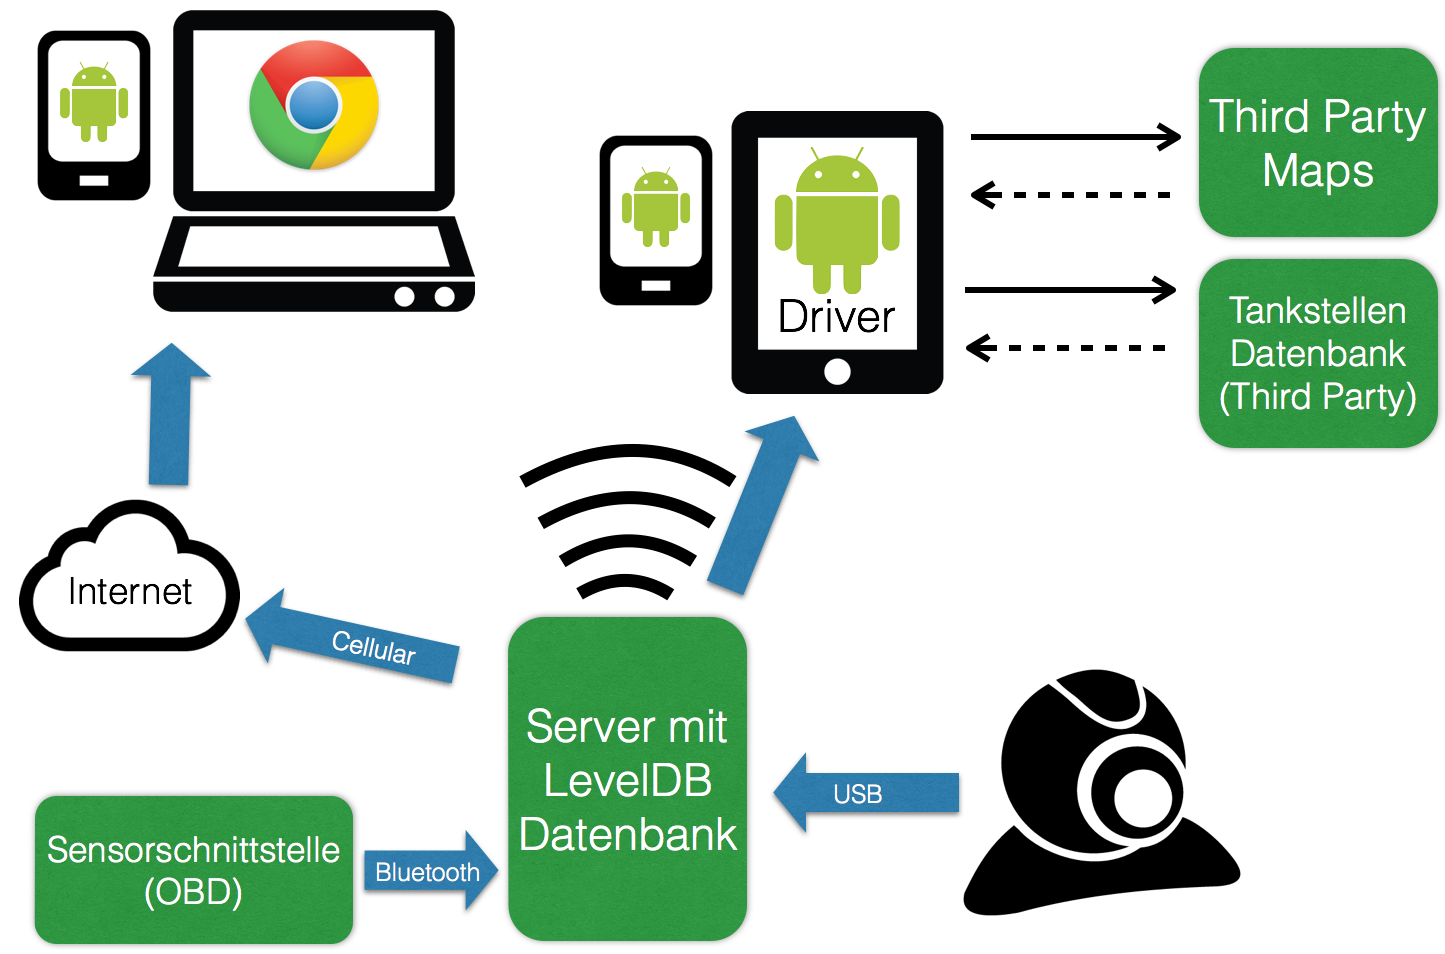 Third Party
Maps
Driver
Tankstellen
Datenbank
(Third Party)
Internet
Cellular
Server mit
LevelDB
Datenbank
USB
Sensorschnittstelle
(OBD)
Bluetooth